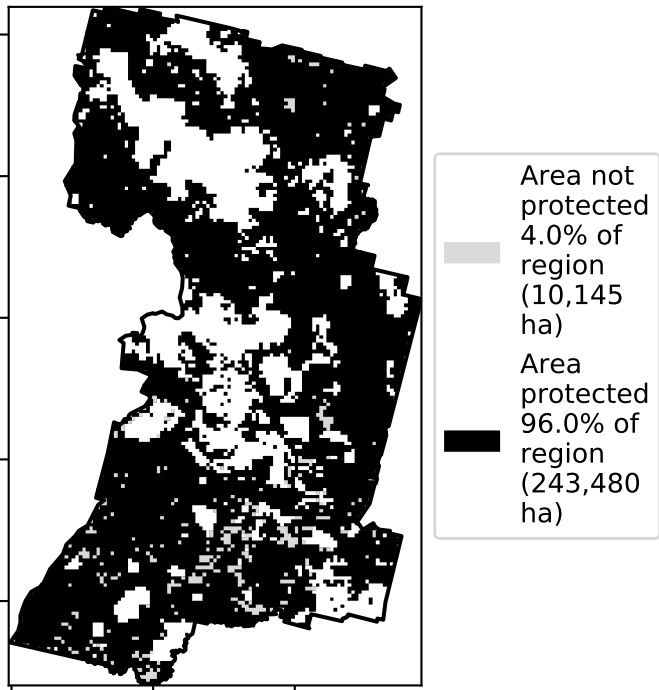 Area not
protected
4.0% of
region
(10,145
ha)
Area
protected
96.0% of
region
(243,480
ha)